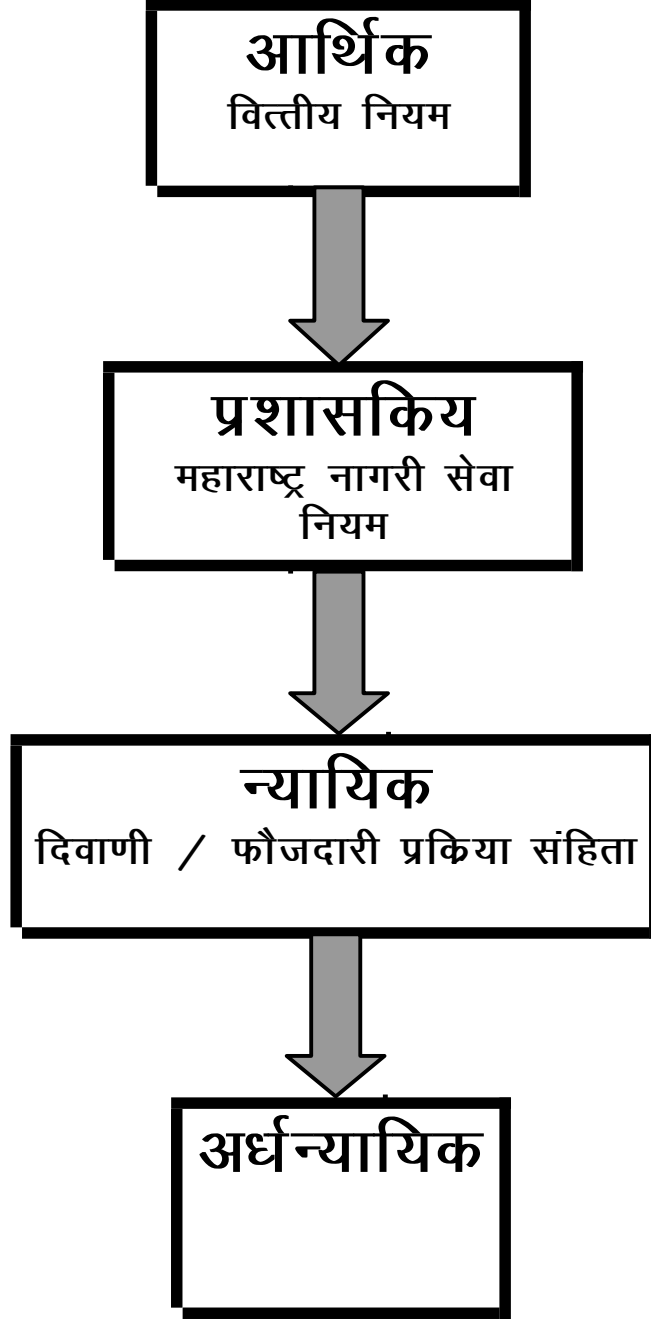 आर्थिक
वित्तीय नियम
प्रशासकिय
महाराष्ट्र नागरी सेवा
नियम
न्यायिक
दिवाणी / फौजदारी प्रकिया संहिता
अर्धन्यायिक